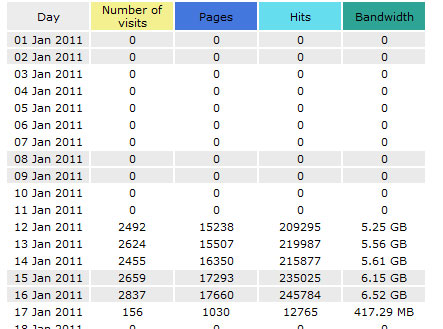 Day Number of visits Pages Hits Bandwidth
01 Jan 2011 0 0 0 0
02 Jan 2011 0 0 0 0
03 Jan 2011 0 0 0 0
04 Jan 2011 0 0 0 0
05 Jan 2011 0 0 0 0
06 Jan 2011 0 0 0 0
07 Jan 2011 0 0 0 0
08 Jan 2011 0 0 0 0
09 Jan 2011 0 0 0 0
10 Jan 2011 0 0 0 0
11 Jan 2011 0 0 0 0
12 Jan 2011 2492 15238 209295 5.25 GB
13 Jan 2011 2624 15507 219987 5.56 GB
14 Jan 2011 2455 16350 215877 5.61 GB
15 Jan 2011 2659 17293 235025 6.15 GB
16 Jan 2011 2837 17660 245784 6.52 GB
17 Jan 2011 156 1030 12765 417.29 MB
18 Jan 2011 0 0 0 0